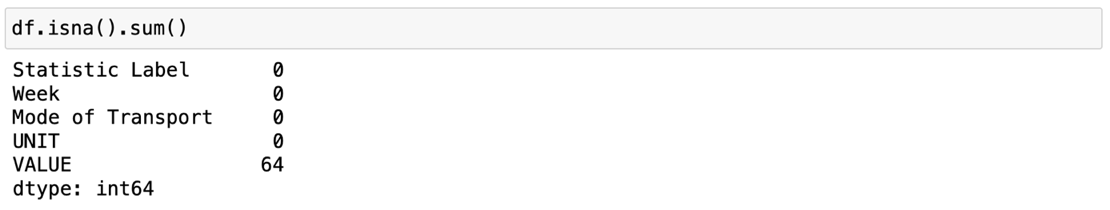 df.isna().sum()
Statistic Label 0
Week 0
Mode of Transport 0
UNIT 0
VALUE 64
dtype: int64